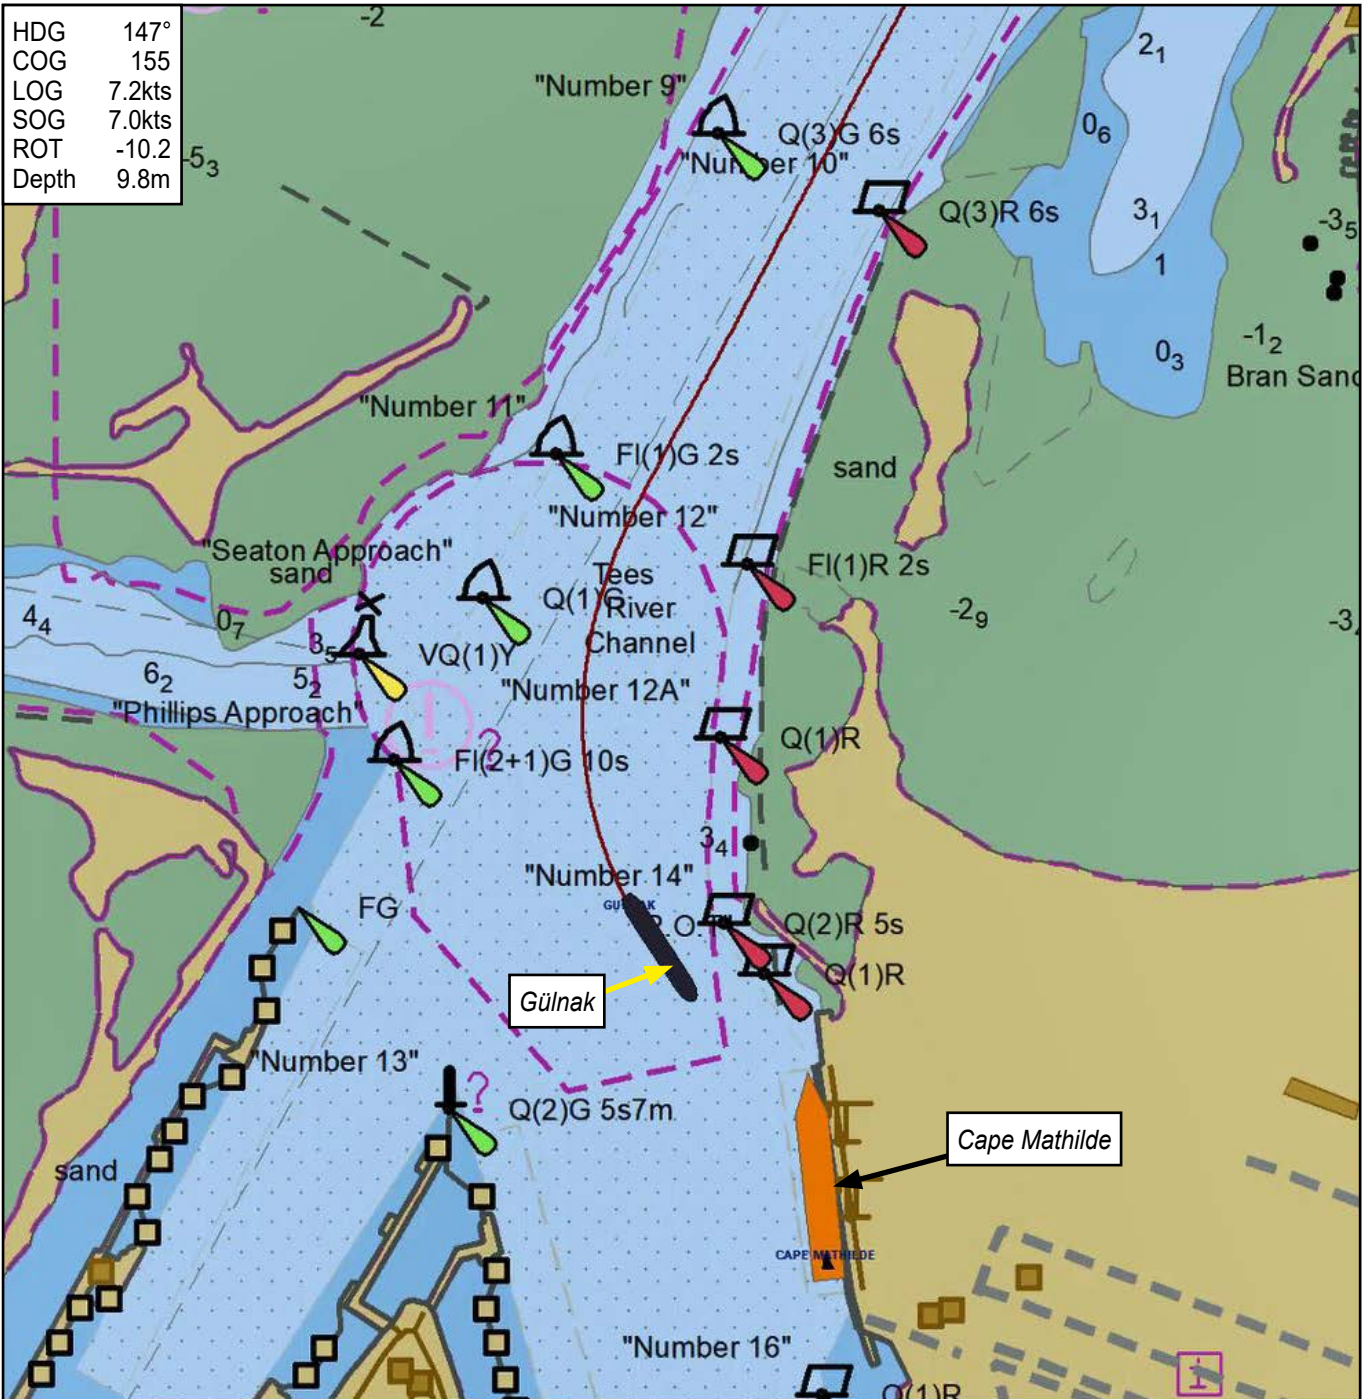 HDG 147°
COG 155
LOG 7.2kts
SOG 7.0kts
ROT -10.2
Depth 9.8m
-2
2₁
"Number 9"
0₆
Q(3)G 6s
-5₃
"Number 10"
Q(3)R 6s
3₁
-3₅
1
-1₂
0₃
Bran Sand
"Number 11"
Fl(1)G 2s
sand
"Number 12"
"Seaton Approach"
sand
Fl(1)R 2s
Tees
River
Channel
Q(1)G
-2₉
4₄
0₇
-3
3₅
VQ(1)Y
6₂
5₂
"Number 12A"
"Phillips Approach"
Q(1)R
?
Fl(2+1)G 10s
3₄
"Number 14"
FG
Q(2)R 5s
Q(1)R
Gülnak
"Number 13"
?
Q(2)G 5s7m
Cape Mathilde
sand
CAPE MATHILDE
"Number 16"
Q(1)R